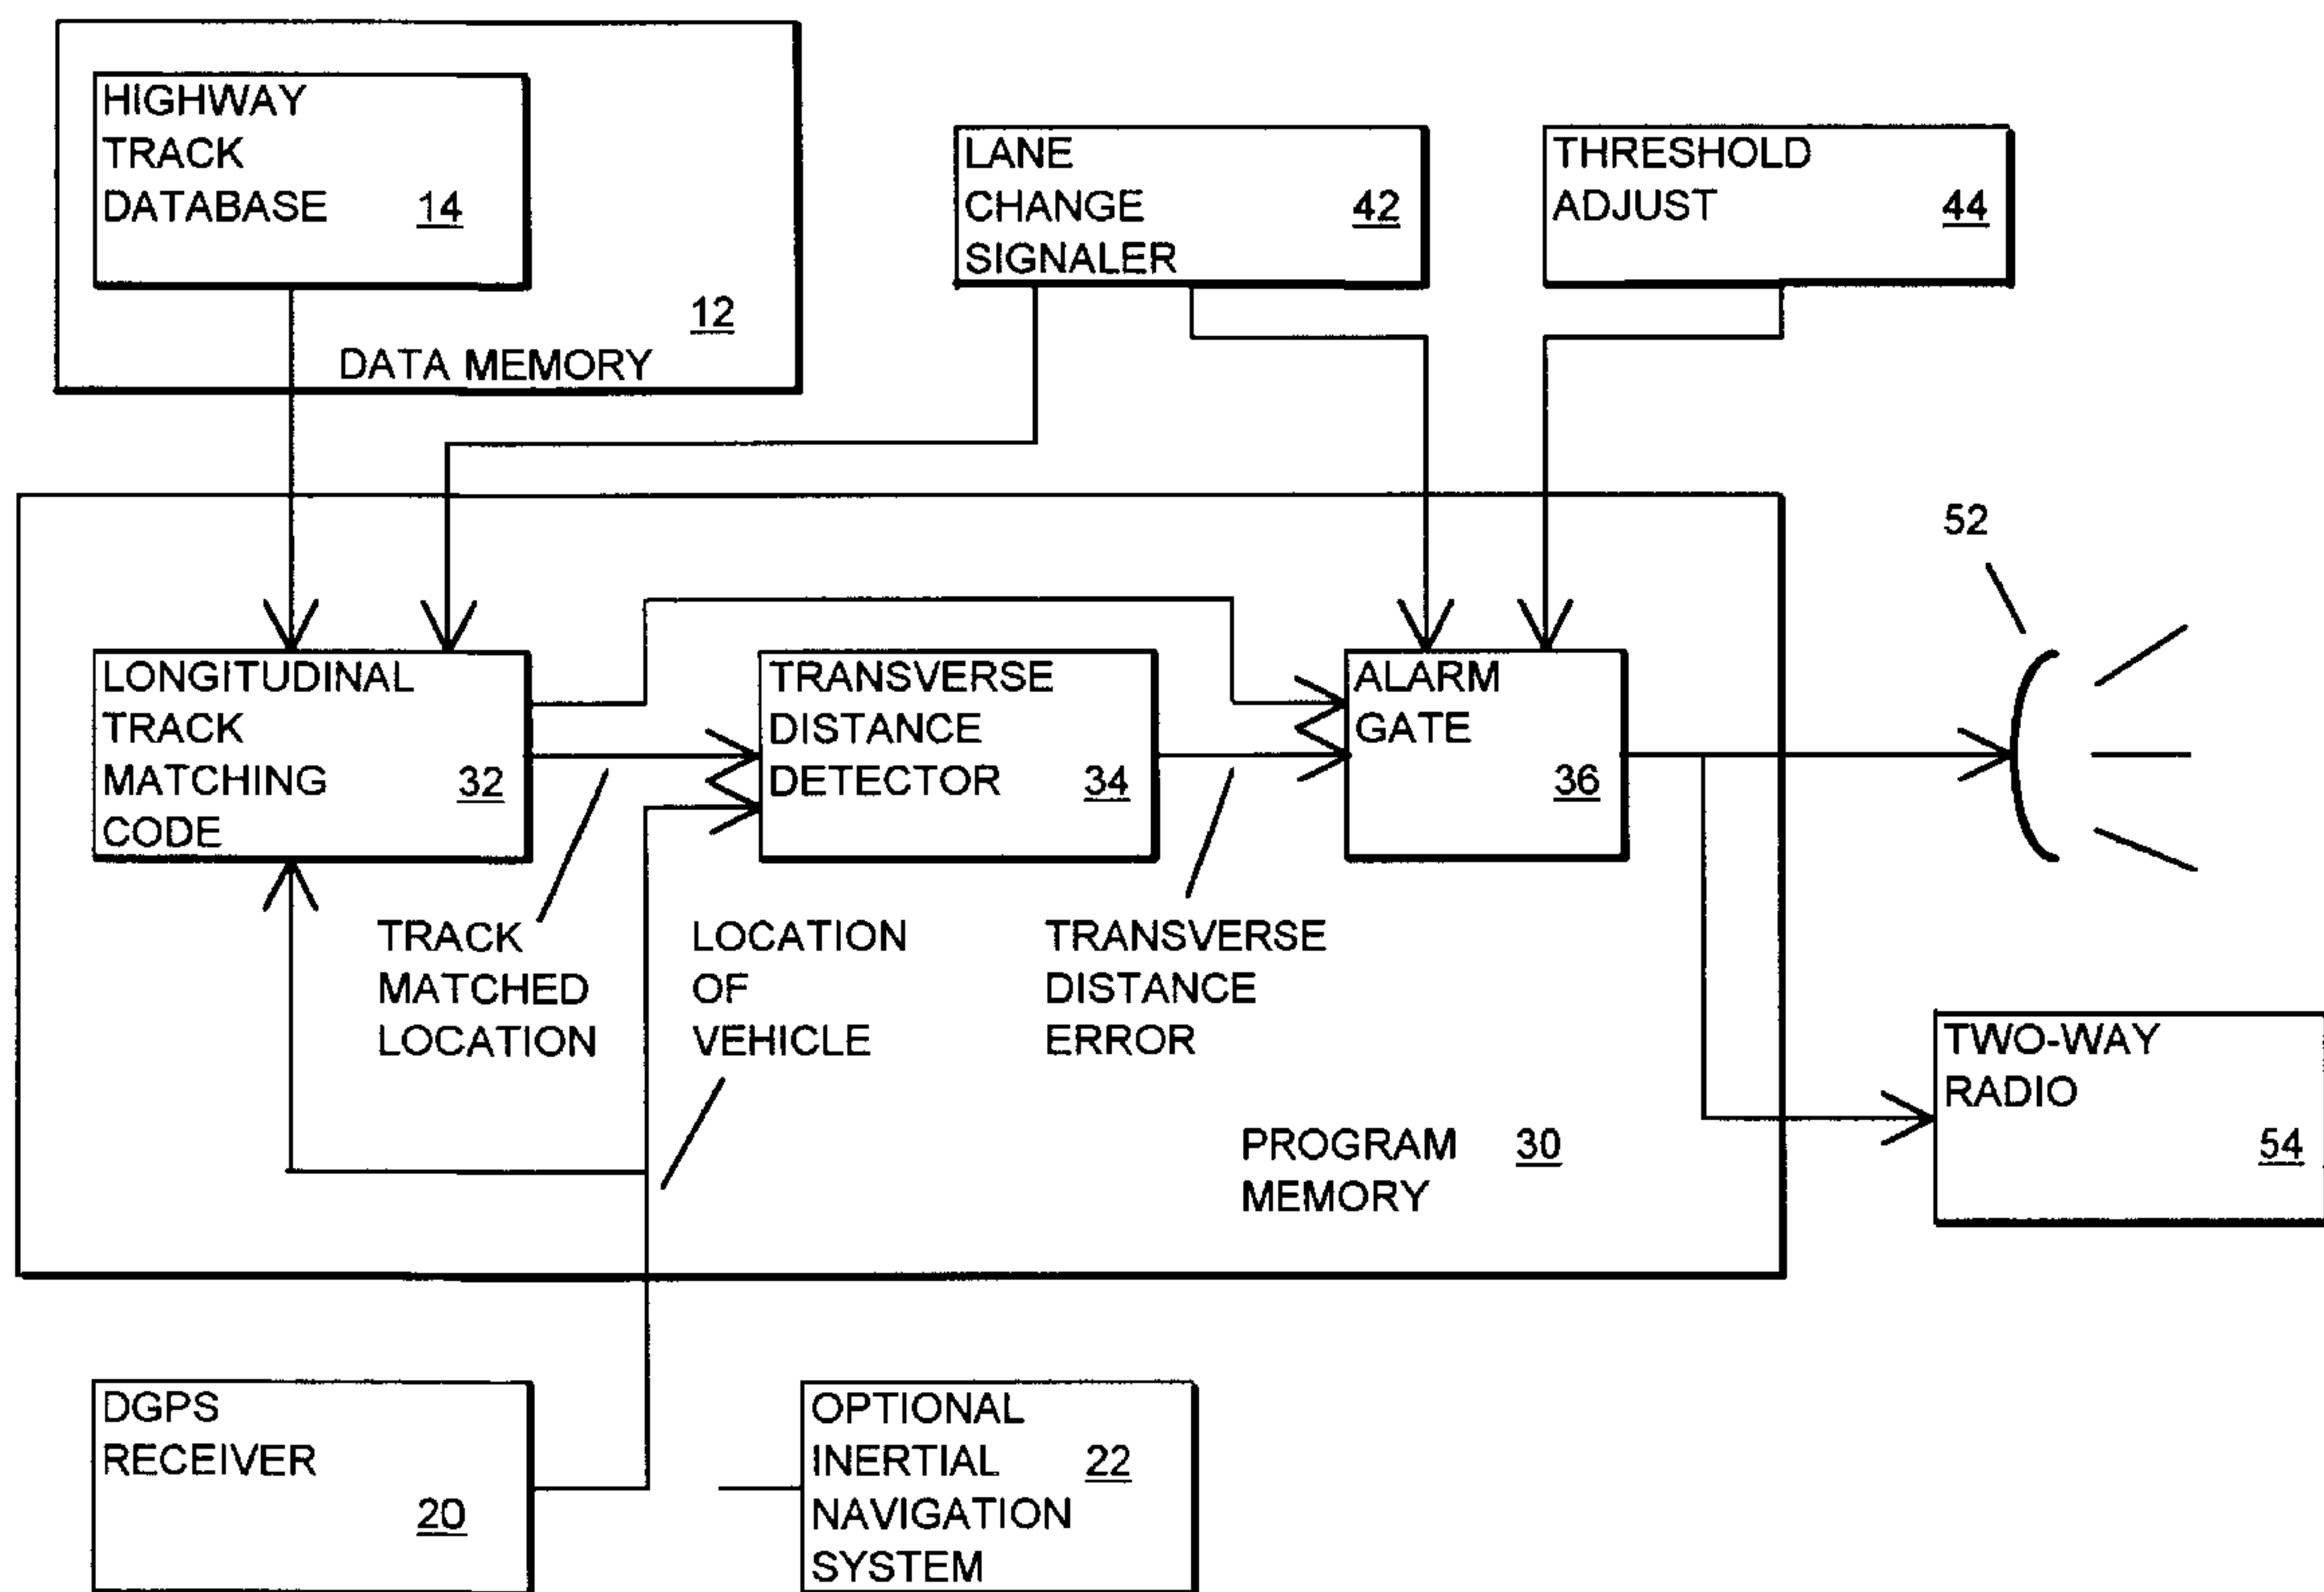 HIGHWAY
TRACK
DATABASE 14
12
DATA MEMORY
LANE
CHANGE 42
SIGNALER
THRESHOLD
ADJUST 44
52
LONGITUDINAL
TRACK
MATCHING 32
CODE
TRANSVERSE
DISTANCE
DETECTOR 34
ALARM
GATE
36
TRACK
MATCHED
LOCATION
LOCATION
OF
VEHICLE
TRANSVERSE
DISTANCE
ERROR
PROGRAM 30
MEMORY
TWO-WAY
RADIO
54
DGPS
RECEIVER
20
OPTIONAL
INERTIAL 22
NAVIGATION
SYSTEM